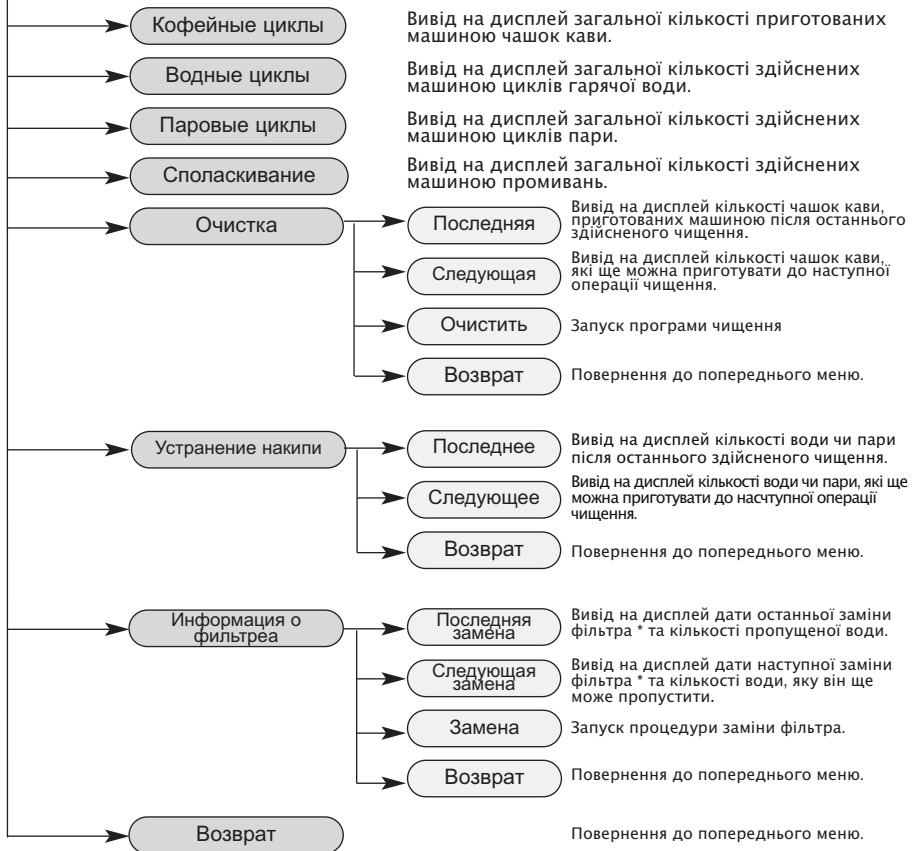 Кофейные циклы
Вивід на дисплей загальної кількості приготованих
машиною чашок кави.
Водные циклы
Вивід на дисплей загальної кількості здійснених
машиною циклів гарячої води.
Паровые циклы
Вивід на дисплей загальної кількості здійснених
машиною циклів пари.
Споласкивание
Вивід на дисплей загальної кількості здійснених
машиною промивань.
Очистка
Последняя
Вивід на дисплей кількості чашок кави,
приготованих машиною після останнього
здійсненого чищення.
Следующая
Вивід на дисплей кількості чашок кави,
які ще можна приготувати до наступної
операції чищення.
Очистить
Запуск програми чищення
Возврат
Повернення до попереднього меню.
Устранение накипи
Последнее
Вивід на дисплей кількості води чи пари
після останнього здійсненого чищення.
Следующее
Вивід на дисплей кількості води чи пари, які ще
можна приготувати до насчтупної операції
чищення.
Возврат
Повернення до попереднього меню.
Информация о
фильтреа
Последняя
замена
Вивід на дисплей дати останньої заміни
фільтра * та кількості пропущеної води.
Следующая
замена
Вивід на дисплей дати наступної заміни
фільтра * та кількості води, яку він ще
може пропустити.
Замена
Запуск процедури заміни фільтра.
Возврат
Повернення до попереднього меню.
Возврат
Повернення до попереднього меню.